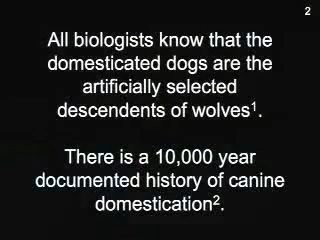 2
All biologists know that the
domesticated dogs are the
artificially selected
descendents of wolves¹.
There is a 10,000 year
documented history of canine
domestication².